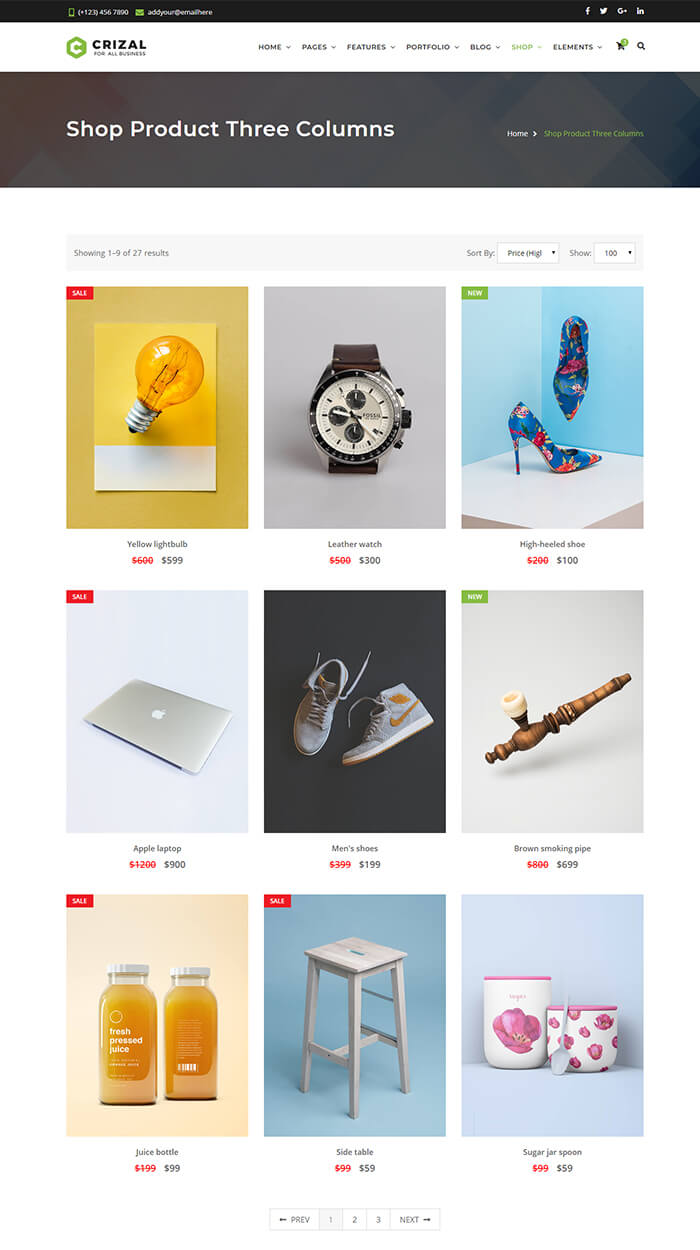 (+123) 456 7890 addyour@emailhere
CRIZAL
FOR ALL BUSINESS
HOME PAGES FEATURES PORTFOLIO BLOG SHOP ELEMENTS
Shop Product Three Columns
Home Shop Product Three Columns
Showing 1–9 of 27 results
Sort By: Price (Higl Show: 100
SALE
NEW
FOSSIL
Yellow lightbulb
$600 $599
Leather watch
$500 $300
High-heeled shoe
$200 $100
SALE
NEW
Apple laptop
$1200 $900
Men's shoes
$399 $199
Brown smoking pipe
$800 $699
SALE
SALE
fresh
pressed
juice
Juice bottle
$199 $99
Side table
$99 $59
Sugar jar spoon
$99 $59
PREV 1 2 3 NEXT